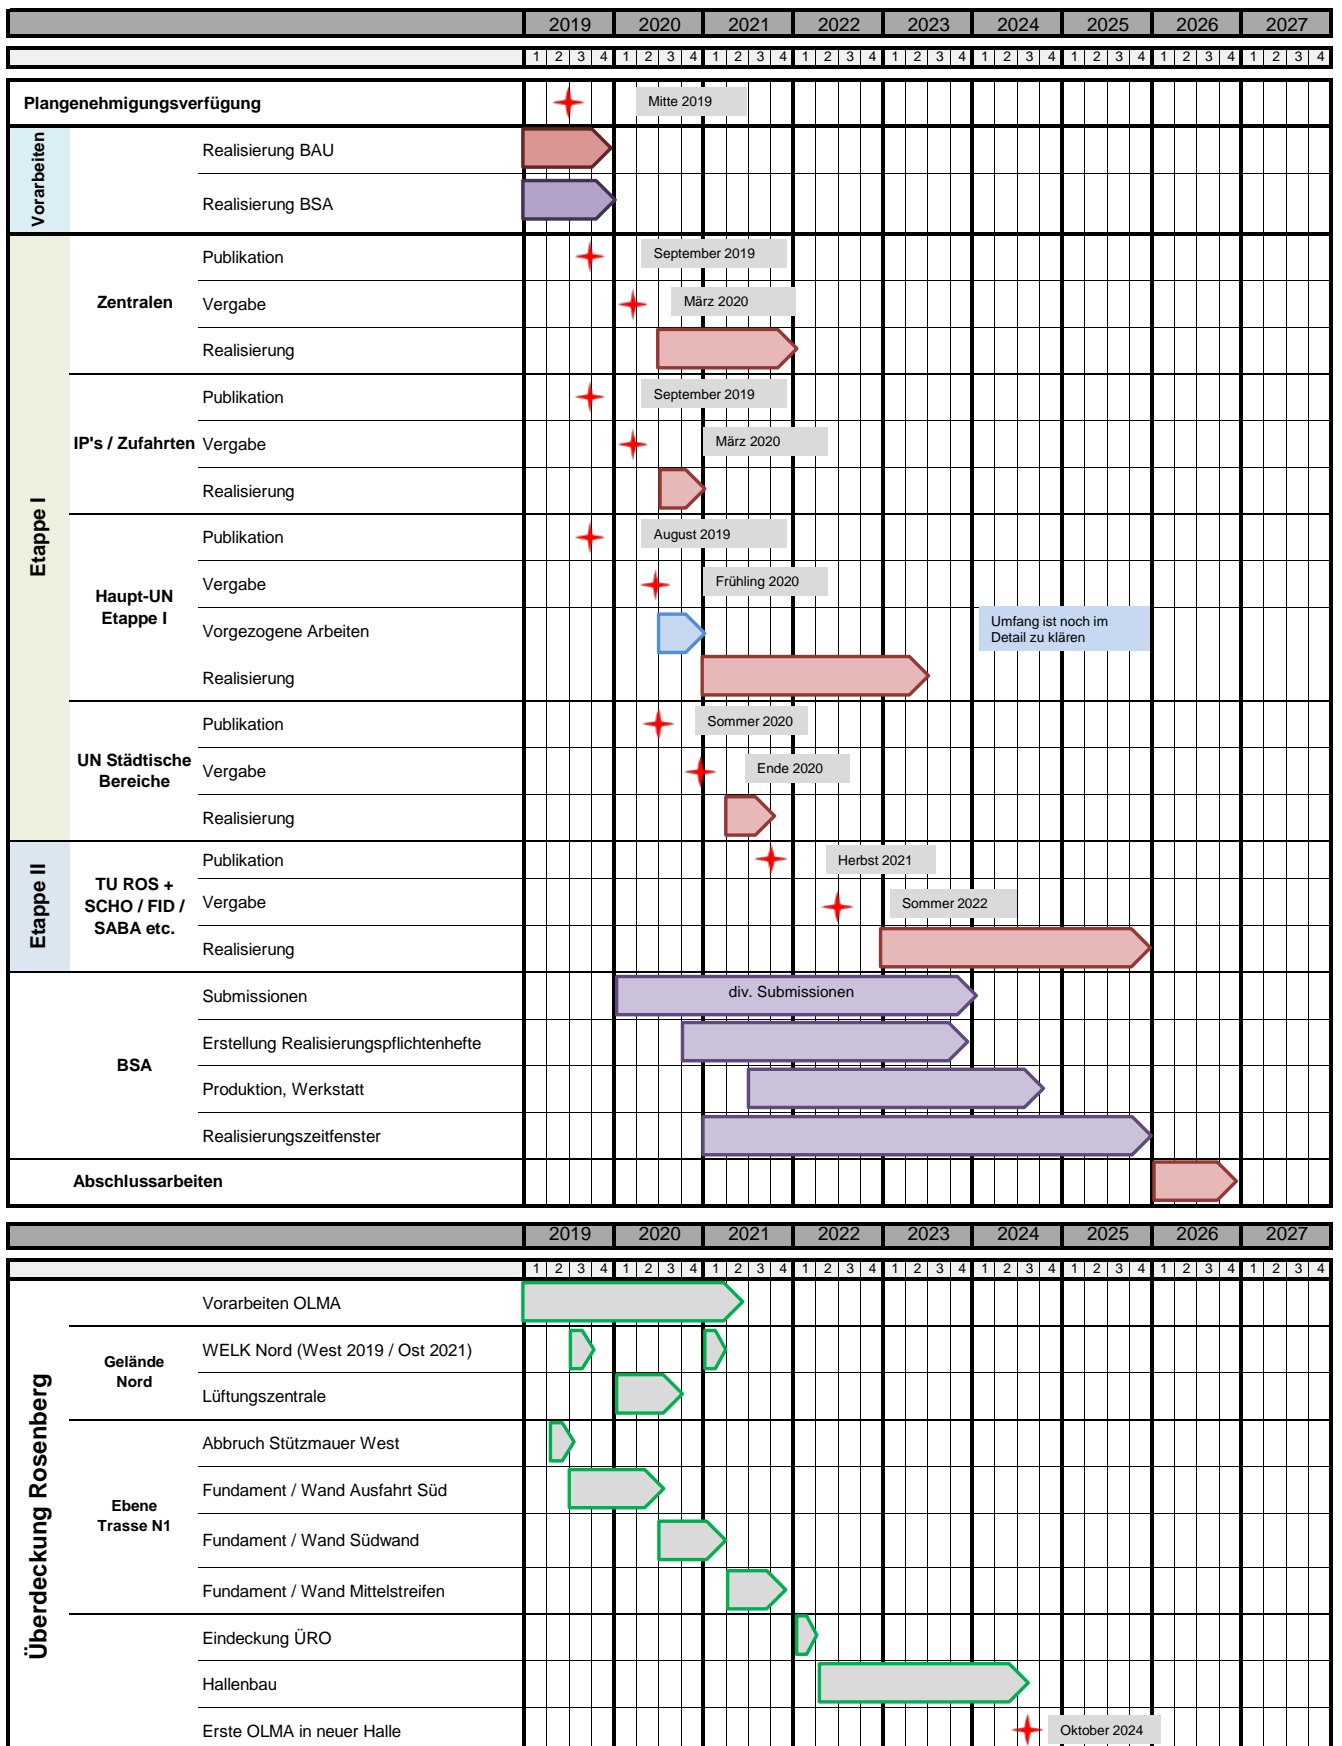 2019 2020 2021 2022 2023 2024 2025 2026 2027
1 2 3 4 1 2 3 4 1 2 3 4 1 2 3 4 1 2 3 4 1 2 3 4 1 2 3 4 1 2 3 4 1 2 3 4
Plangenehmigungsverfügung Mitte 2019
Vorarbeiten
Realisierung BAU
Realisierung BSA
Etappe I
Zentralen
Publikation September 2019
Vergabe März 2020
Realisierung
IP's / Zufahrten
Publikation September 2019
Vergabe März 2020
Realisierung
Haupt-UN
Etappe I
Publikation August 2019
Vergabe Frühling 2020
Vorgezogene Arbeiten
Umfang ist noch im
Detail zu klären
Realisierung
UN Städtische
Bereiche
Publikation Sommer 2020
Vergabe Ende 2020
Realisierung
Etappe II
TU ROS +
SCHO / FID /
SABA etc.
Publikation Herbst 2021
Vergabe Sommer 2022
Realisierung
BSA
Submissionen div. Submissionen
Erstellung Realisierungspflichtenhefte
Produktion, Werkstatt
Realisierungszeitfenster
Abschlussarbeiten
2019 2020 2021 2022 2023 2024 2025 2026 2027
1 2 3 4 1 2 3 4 1 2 3 4 1 2 3 4 1 2 3 4 1 2 3 4 1 2 3 4 1 2 3 4 1 2 3 4
Überdeckung Rosenberg
Vorarbeiten OLMA
Gelände
Nord
WELK Nord (West 2019 / Ost 2021)
Lüftungszentrale
Ebene
Trasse N1
Abbruch Stützmauer West
Fundament / Wand Ausfahrt Süd
Fundament / Wand Südwand
Fundament / Wand Mittelstreifen
Eindeckung ÜRO
Hallenbau
Erste OLMA in neuer Halle Oktober 2024